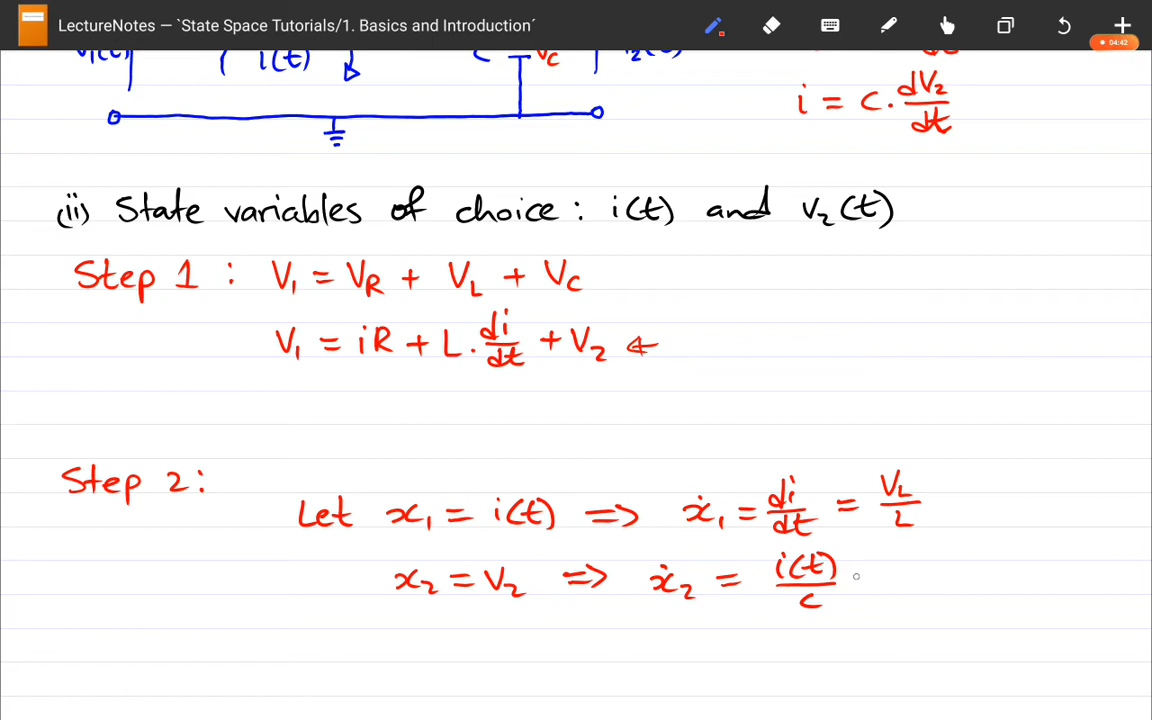 LectureNotes — `State Space Tutorials/1. Basics and Introduction´
04:42
i(t) C Vc
i = c. dV₂/dt
(ii) State variables of choice : i(t) and v₂(t)
Step 1 : V₁ = VR + VL + VC
V₁ = iR + L. di/dt + V₂ ←
Step 2:
Let x₁ = i(t) => ẋ₁ = di/dt = VL/L
x₂ = V₂ => ẋ₂ = i(t)/c